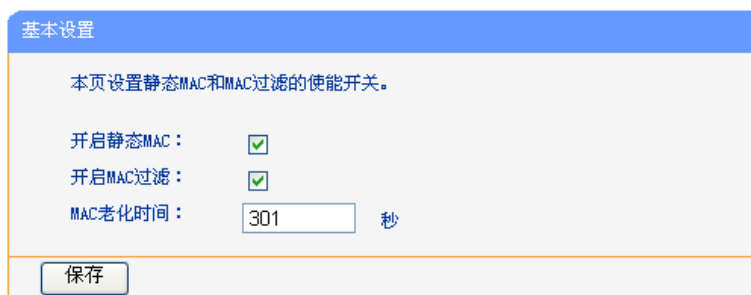 基本设置
本页设置静态MAC和MAC过滤的使能开关。
开启静态MAC：
开启MAC过滤：
MAC老化时间： 301 秒
保存